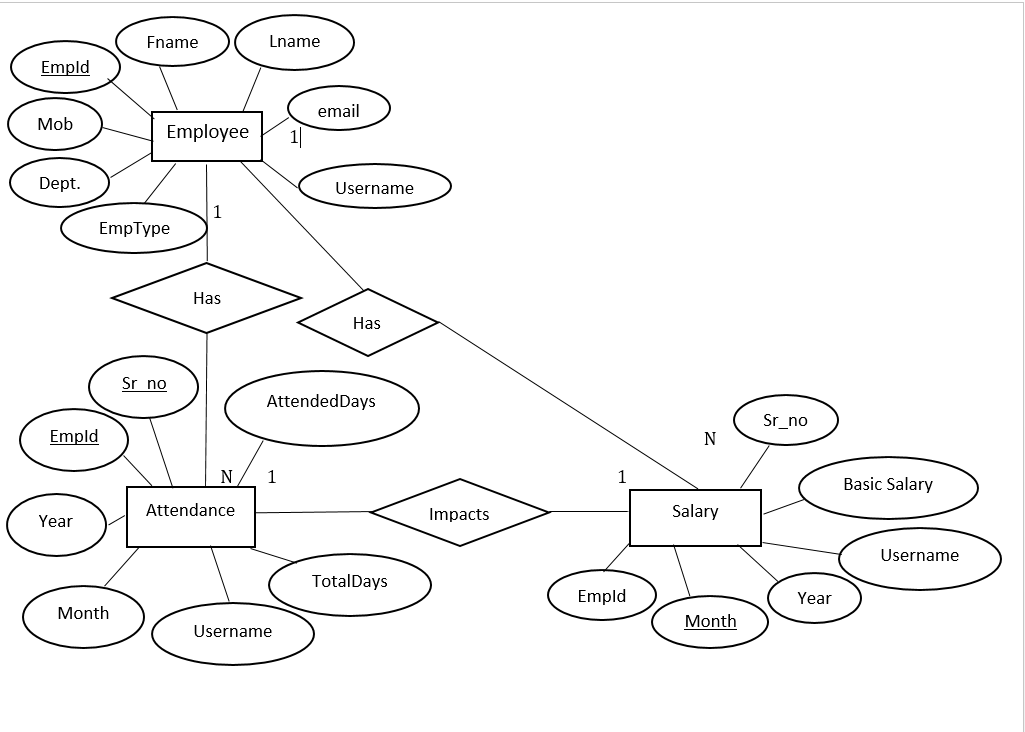 Fname
Lname
EmpId
email
Mob
Employee
1
Dept.
Username
EmpType
1
Has
Has
Sr_no
AttendedDays
EmpId
Sr_no
N
N
1
1
Basic Salary
Year
Attendance
Impacts
Salary
Username
TotalDays
EmpId
Year
Month
Month
Username